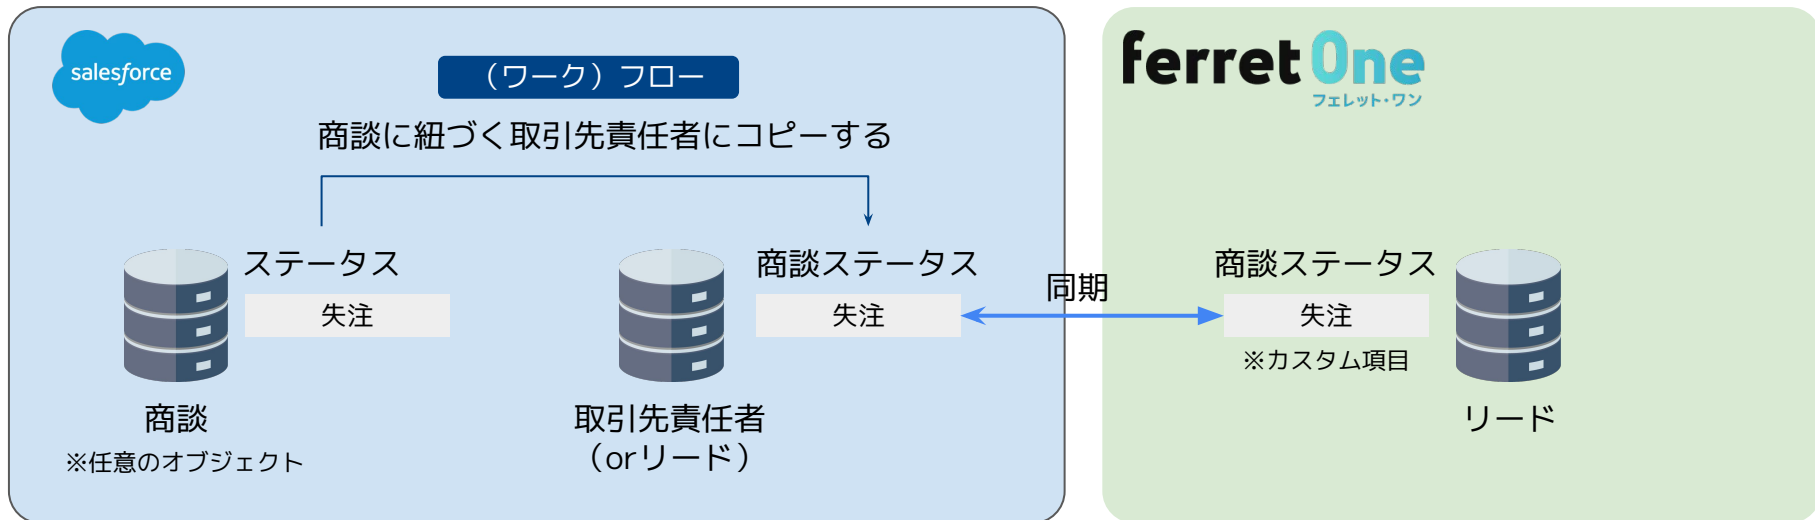 salesforce
（ワーク）フロー
商談に紐づく取引先責任者にコピーする
ferret One
フェレット・ワン
ステータス
失注
商談ステータス
失注
同期
商談ステータス
失注
※カスタム項目
商談
※任意のオブジェクト
取引先責任者
（orリード）
リード